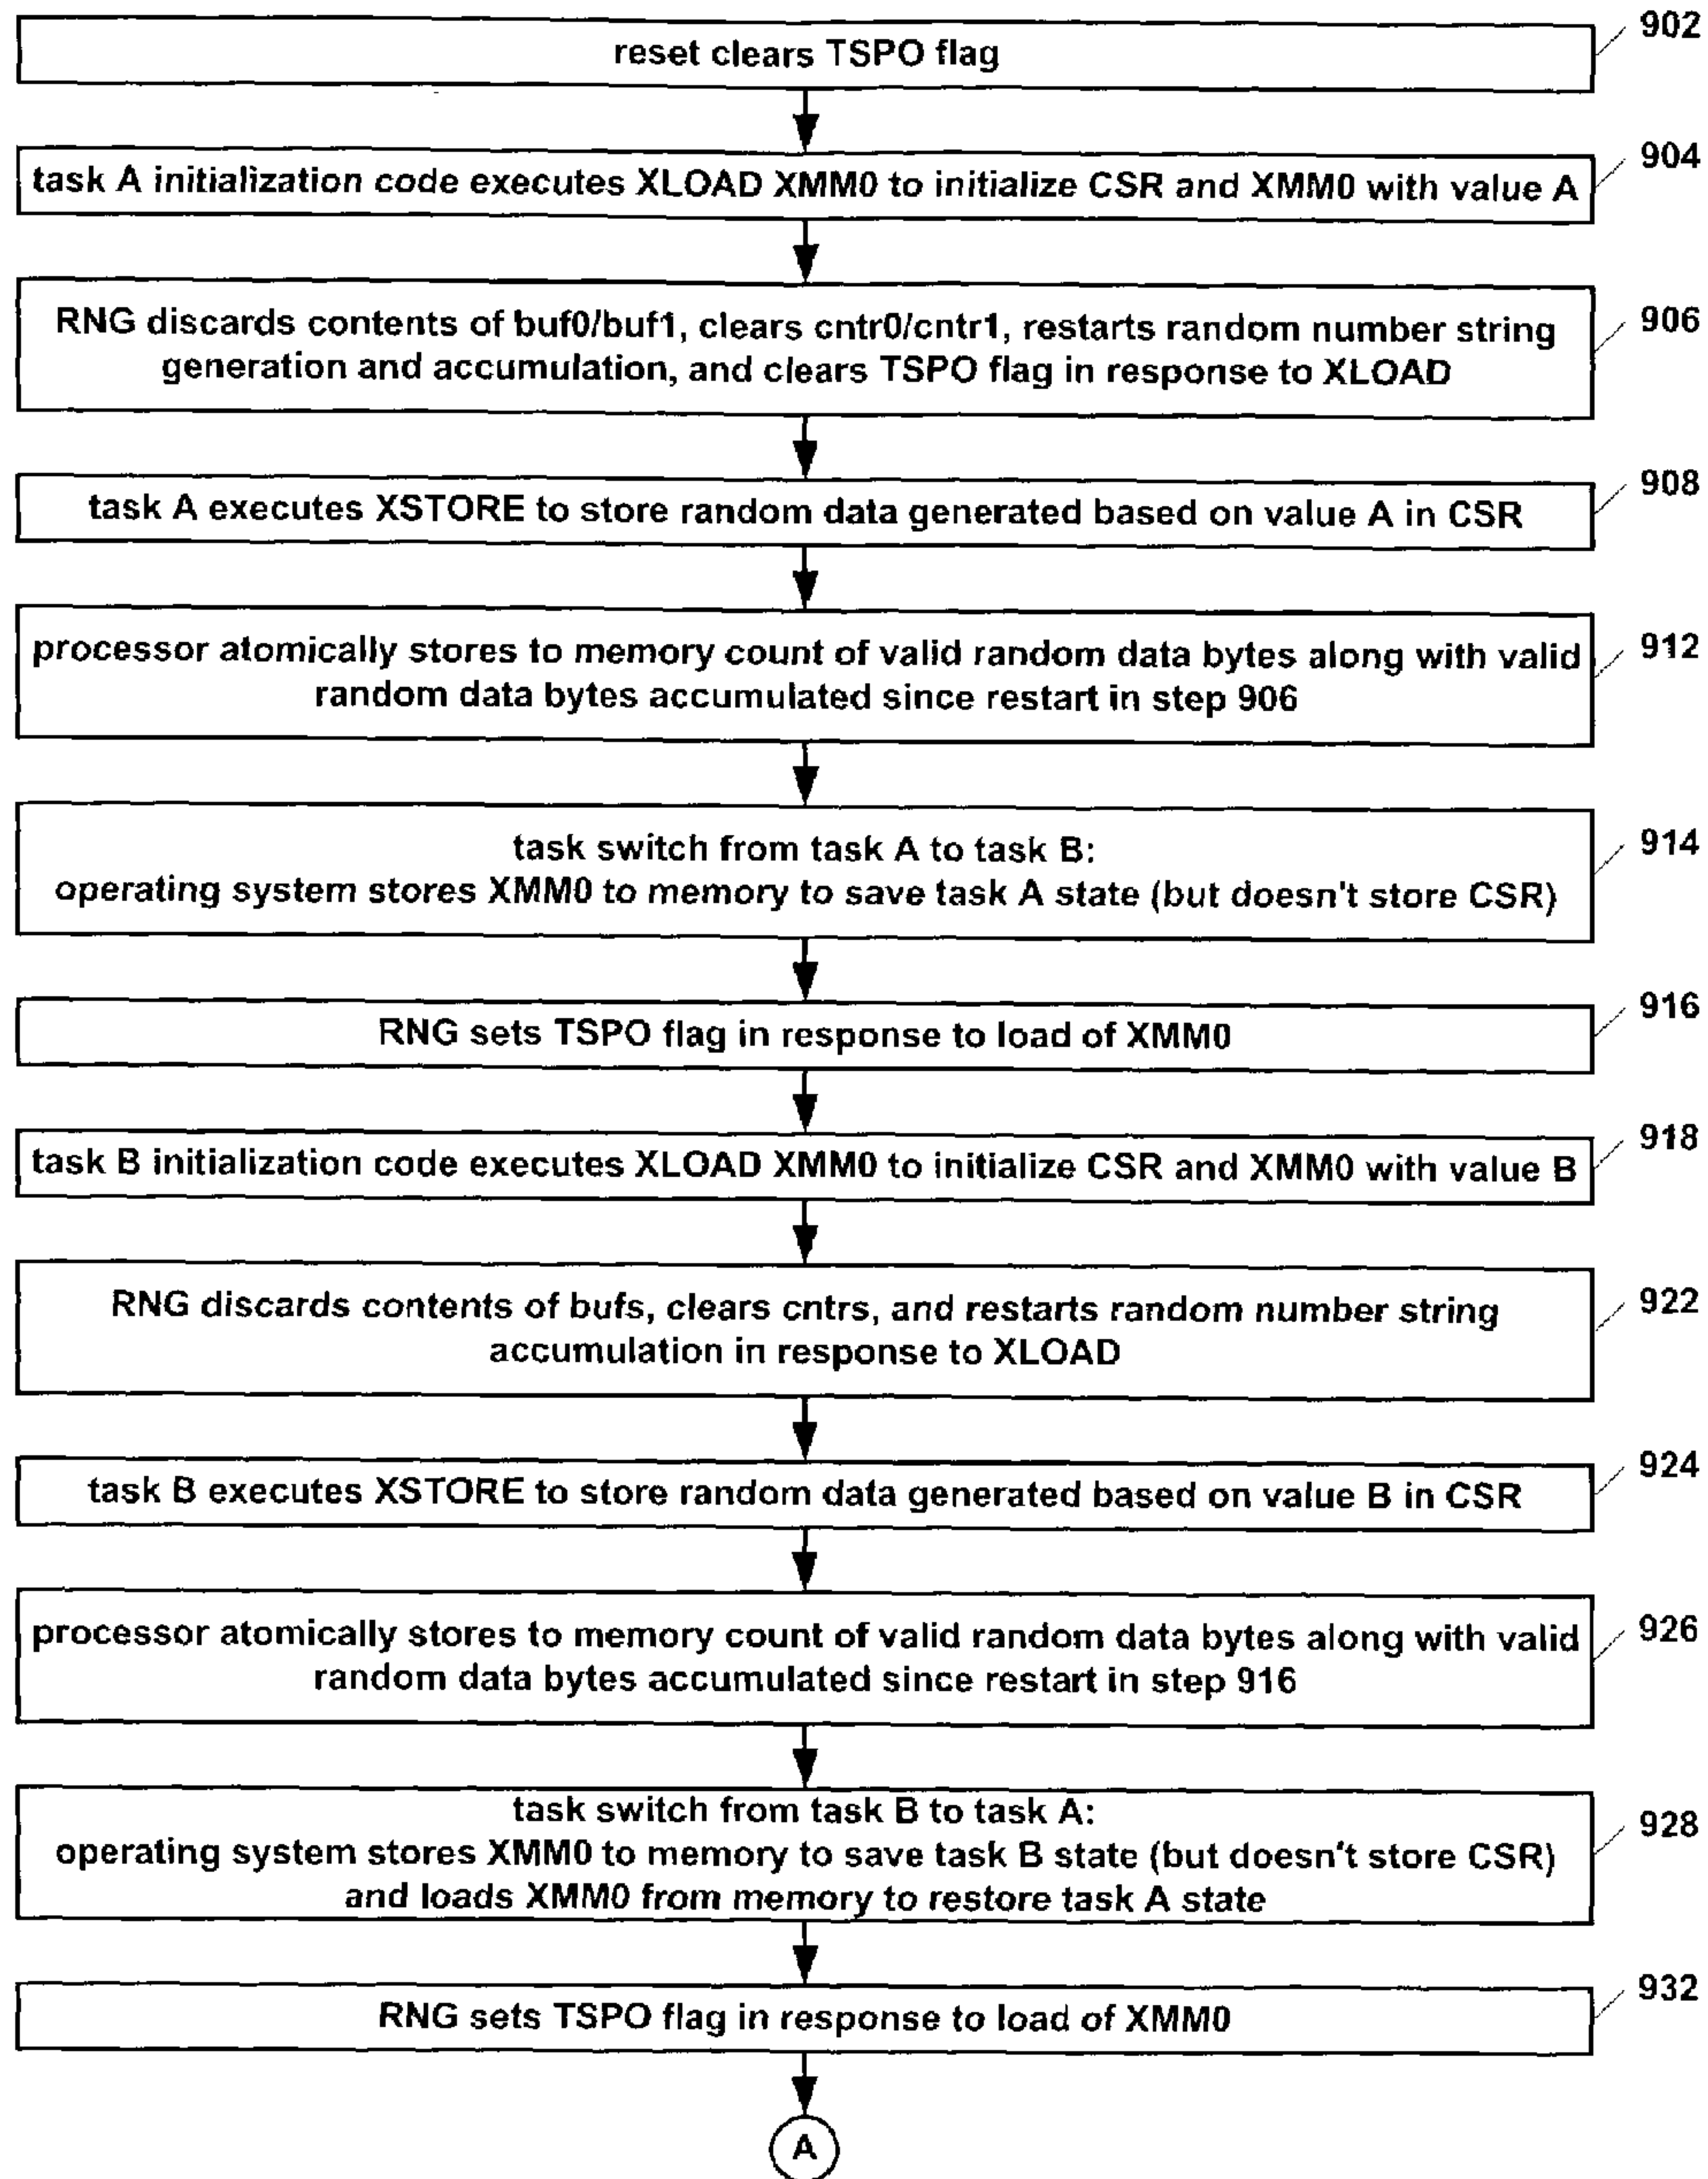 reset clears TSPO flag
902
task A initialization code executes XLOAD XMM0 to initialize CSR and XMM0 with value A
904
RNG discards contents of buf0/buf1, clears cntr0/cntr1, restarts random number string
generation and accumulation, and clears TSPO flag in response to XLOAD
906
task A executes XSTORE to store random data generated based on value A in CSR
908
processor atomically stores to memory count of valid random data bytes along with valid
random data bytes accumulated since restart in step 906
912
task switch from task A to task B:
operating system stores XMM0 to memory to save task A state (but doesn't store CSR)
914
RNG sets TSPO flag in response to load of XMM0
916
task B initialization code executes XLOAD XMM0 to initialize CSR and XMM0 with value B
918
RNG discards contents of bufs, clears cntrs, and restarts random number string
accumulation in response to XLOAD
922
task B executes XSTORE to store random data generated based on value B in CSR
924
processor atomically stores to memory count of valid random data bytes along with valid
random data bytes accumulated since restart in step 916
926
task switch from task B to task A:
operating system stores XMM0 to memory to save task B state (but doesn't store CSR)
and loads XMM0 from memory to restore task A state
928
RNG sets TSPO flag in response to load of XMM0
932
A